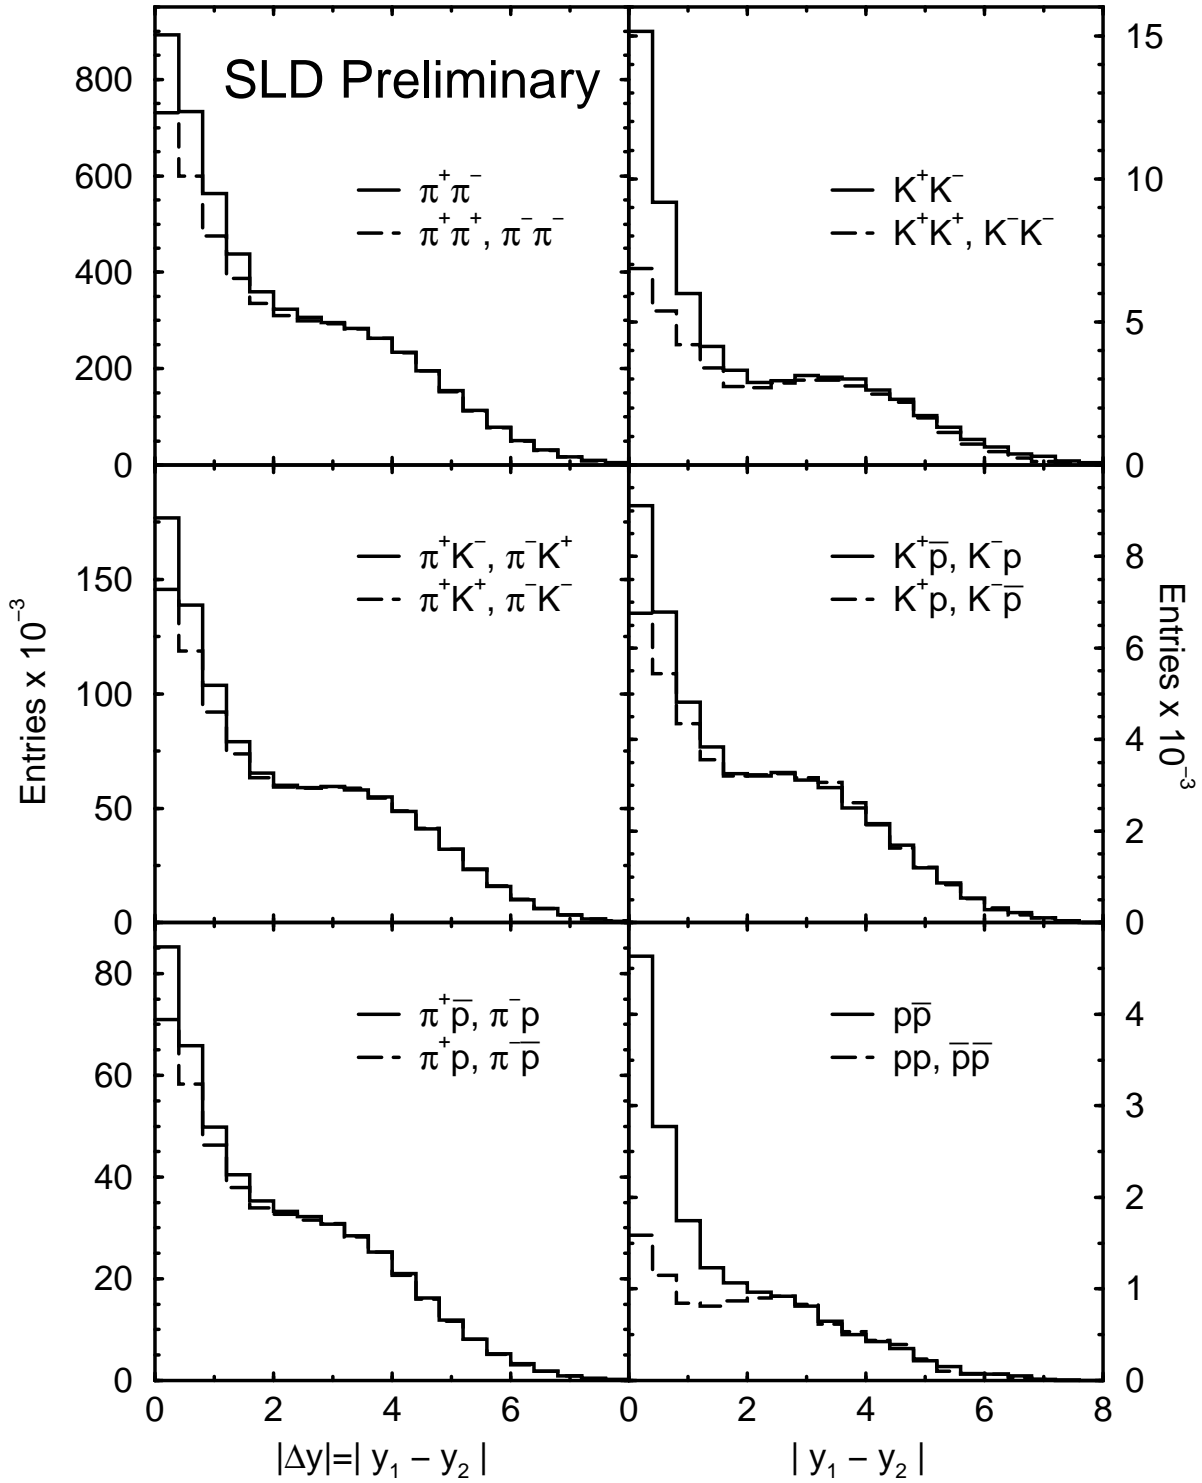 SLD Preliminary
800
600
400
200
0
π⁺π⁻
π⁺π⁺, π⁻π⁻
15
10
5
0
K⁺K⁻
K⁺K⁺, K⁻K⁻
150
100
50
0
π⁺K⁻, π⁻K⁺
π⁺K⁺, π⁻K⁻
8
6
4
2
0
K⁺p̅, K⁻p
K⁺p, K⁻p̅
Entries x 10⁻³
Entries x 10⁻³
80
60
40
20
0
π⁺p̅, π⁻p
π⁺p, π⁻p̅
4
3
2
1
0
pp̅
pp, p̅p̅
0 2 4 6 0 2 4 6 8
|Δy|=| y₁ − y₂ |
| y₁ − y₂ |